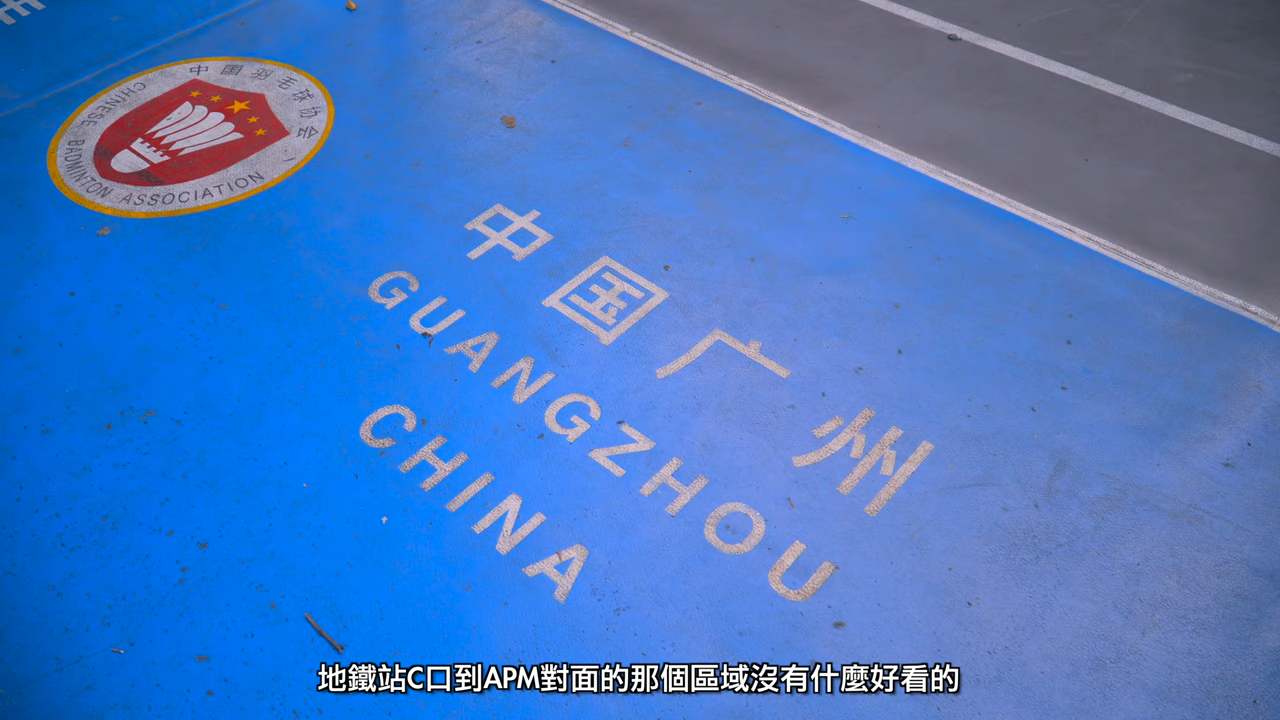 中国羽毛球协会
CHINESE BADMINTON ASSOCIATION
中国广州
GUANGZHOU
CHINA
地鐵站C口到APM對面的那個區域沒有什麼好看的